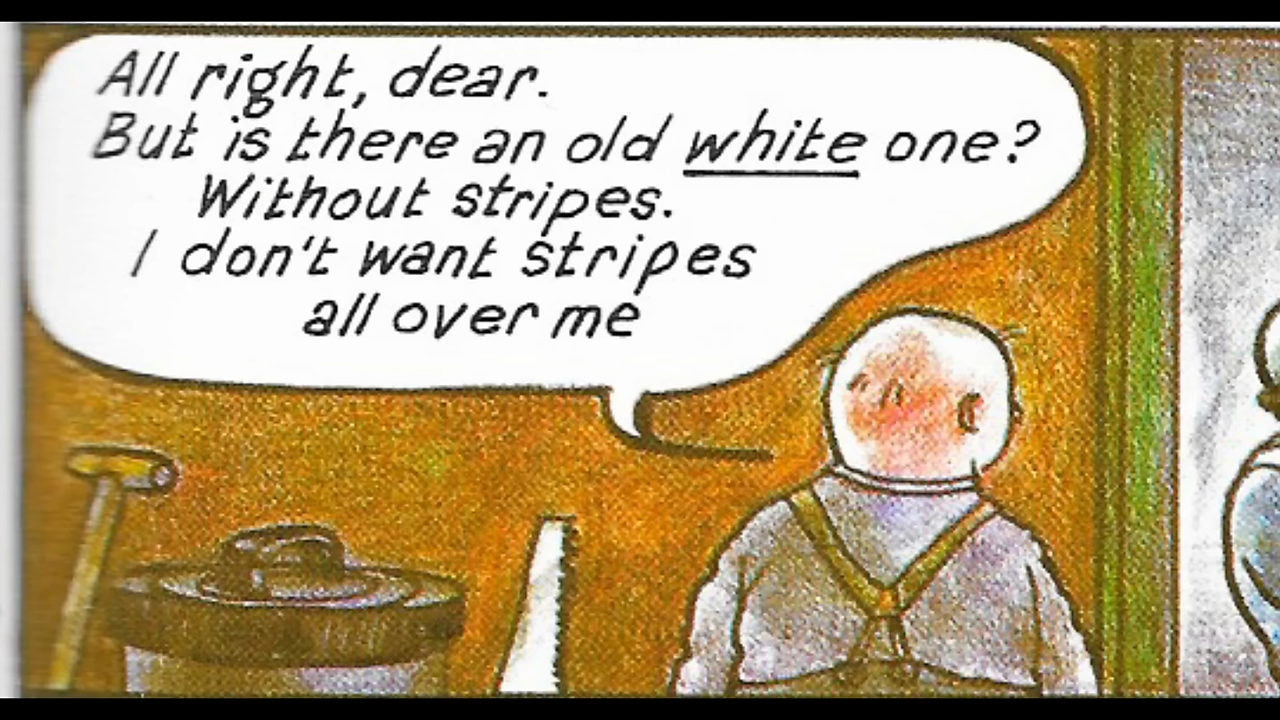 All right, dear.
But is there an old white one?
Without stripes.
I don't want stripes
all over me